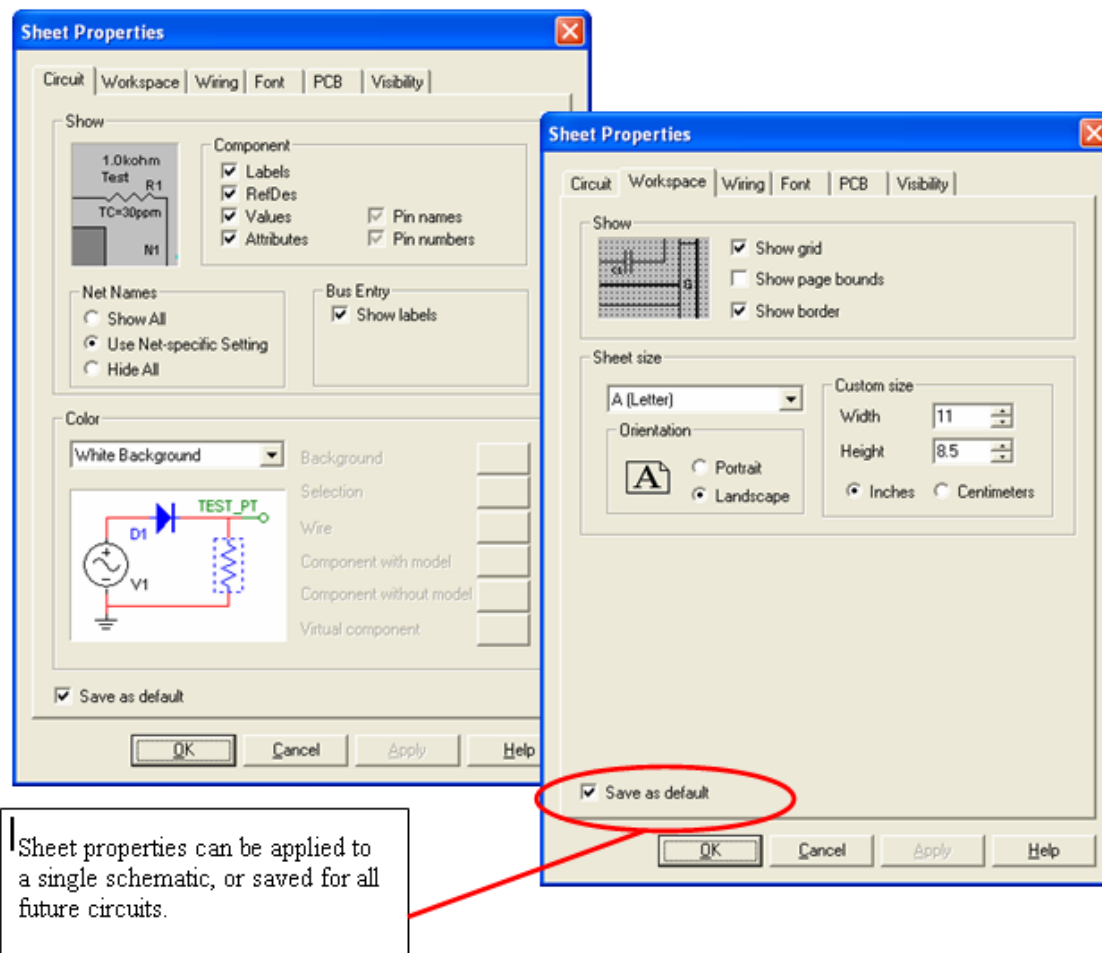 Sheet Properties
Circuit Workspace Wiring Font PCB Visibility
Show
1.0kohm
Test
R1
TC=30ppm
N1
Component
Labels
RefDes
Values
Attributes
Pin names
Pin numbers
Net Names
Show All
Use Net-specific Setting
Hide All
Bus Entry
Show labels
Color
White Background
TEST_PT
D1
V1
Background
Selection
Wire
Component with model
Component without model
Virtual component
Save as default
OK Cancel Apply Help
Sheet Properties
Circuit Workspace Wiring Font PCB Visibility
Show
Show grid
Show page bounds
Show border
Sheet size
A (Letter)
Orientation
A
Portrait
Landscape
Custom size
Width 11
Height 8.5
Inches Centimeters
Save as default
OK Cancel Apply Help
Sheet properties can be applied to
a single schematic, or saved for all
future circuits.